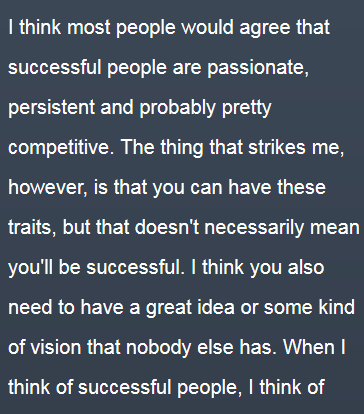 I think most people would agree that
successful people are passionate,
persistent and probably pretty
competitive. The thing that strikes me,
however, is that you can have these
traits, but that doesn't necessarily mean
you'll be successful. I think you also
need to have a great idea or some kind
of vision that nobody else has. When I
think of successful people, I think of